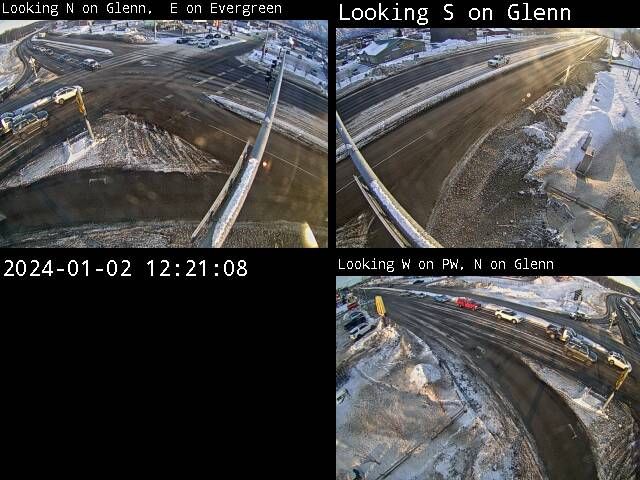 Looking N on Glenn,  E on Evergreen
Looking S on Glenn
2024-01-02 12:21:08
Looking W on PW, N on Glenn